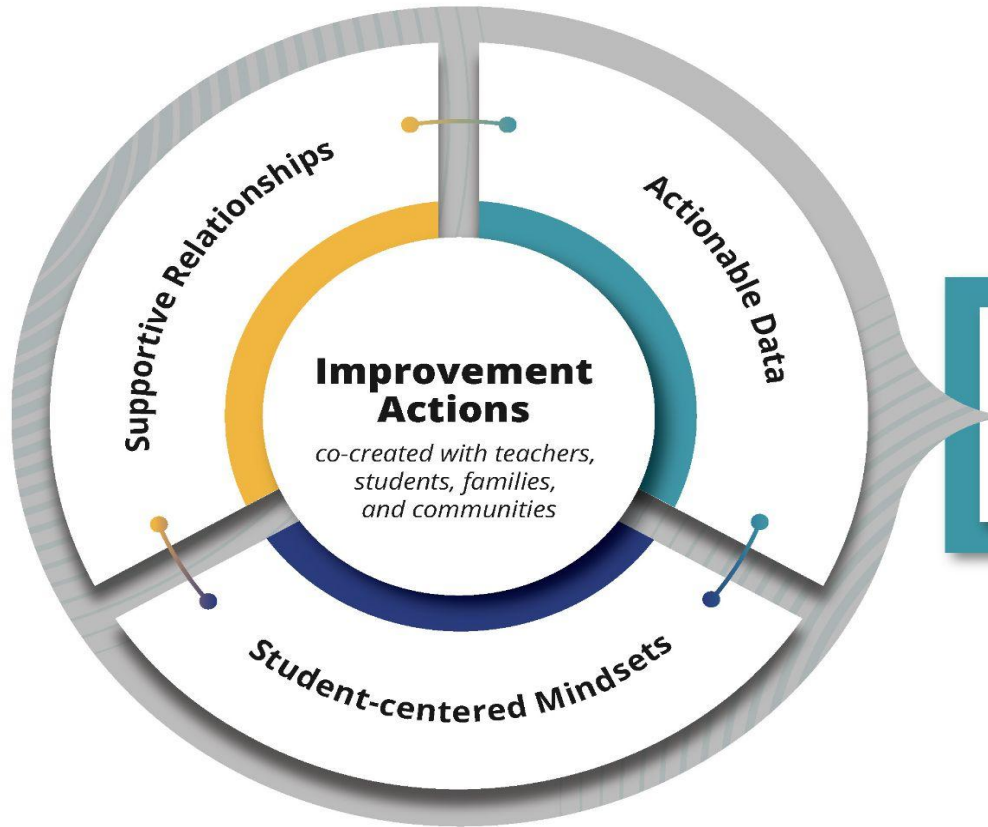 Supportive Relationships
Actionable Data
Improvement
Actions
co-created with teachers,
students, families,
and communities
Student-centered Mindsets